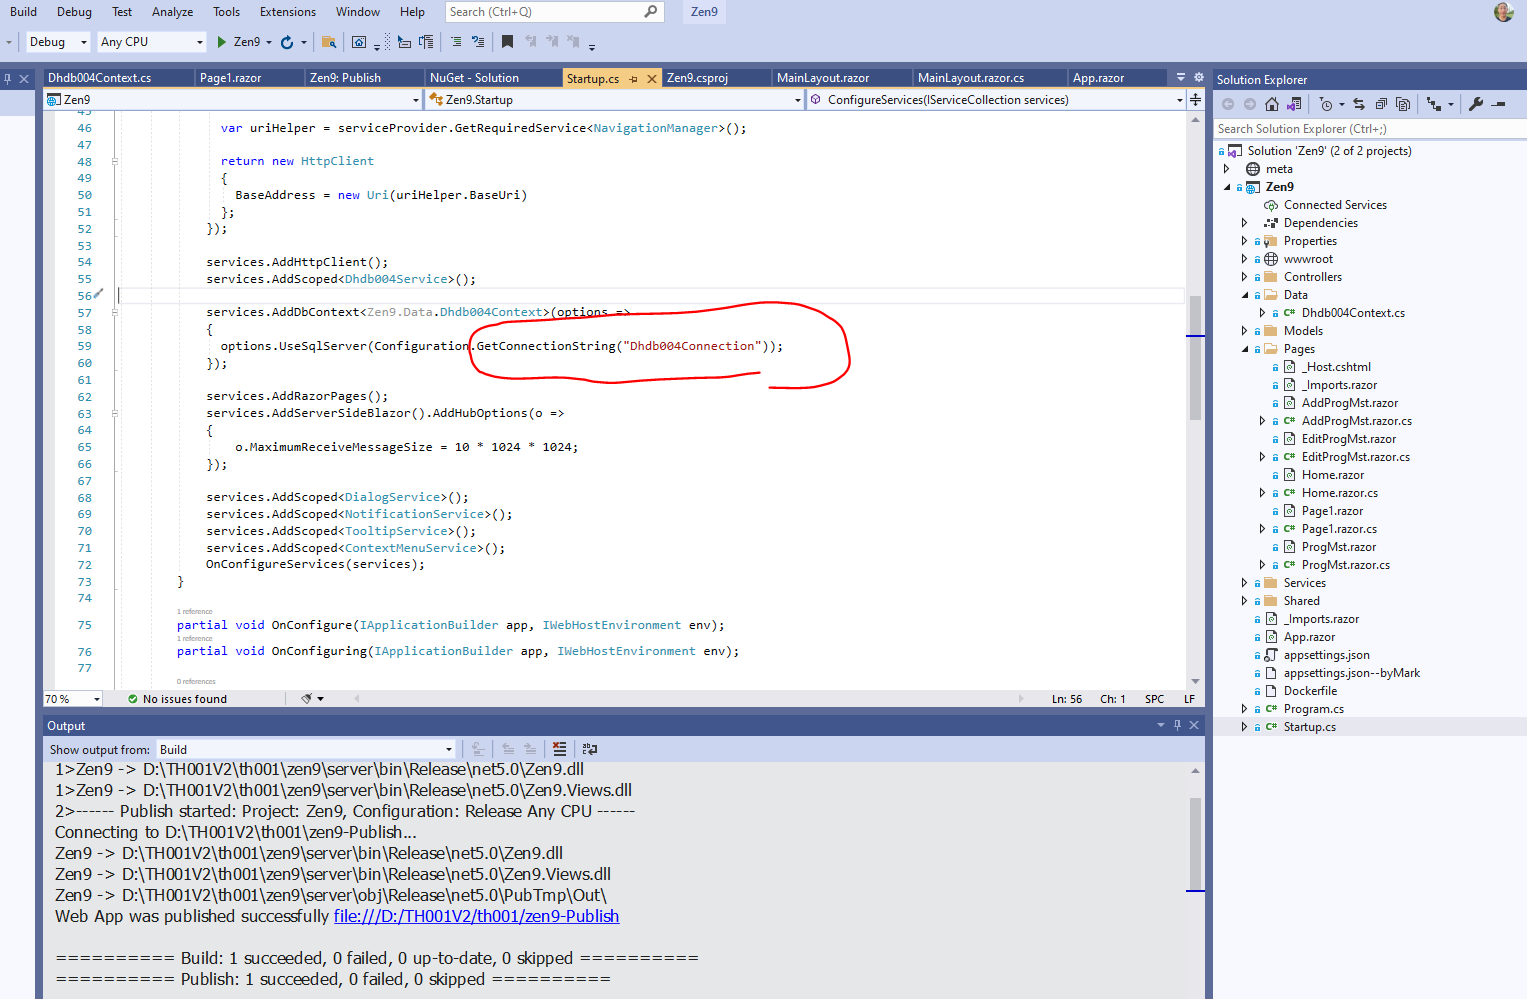 Build Debug Test Analyze Tools Extensions Window Help Search (Ctrl+Q) Zen9
Debug Any CPU Zen9
Dhdb004Context.cs Page1.razor Zen9: Publish NuGet - Solution Startup.cs Zen9.csproj MainLayout.razor MainLayout.razor.cs App.razor
Zen9 Zen9.Startup ConfigureServices(IServiceCollection services)
45
46 var uriHelper = serviceProvider.GetRequiredService<NavigationManager>();
47
48 return new HttpClient
49 {
50 BaseAddress = new Uri(uriHelper.BaseUri)
51 };
52 });
53
54 services.AddHttpClient();
55 services.AddScoped<Dhdb004Service>();
56
57 services.AddDbContext<Zen9.Data.Dhdb004Context>(options =>
58 {
59 options.UseSqlServer(Configuration.GetConnectionString("Dhdb004Connection"));
60 });
61
62 services.AddRazorPages();
63 services.AddServerSideBlazor().AddHubOptions(o =>
64 {
65 o.MaximumReceiveMessageSize = 10 * 1024 * 1024;
66 });
67
68 services.AddScoped<DialogService>();
69 services.AddScoped<NotificationService>();
70 services.AddScoped<TooltipService>();
71 services.AddScoped<ContextMenuService>();
72 OnConfigureServices(services);
73 }
74
1 reference
75 partial void OnConfigure(IApplicationBuilder app, IWebHostEnvironment env);
1 reference
76 partial void OnConfiguring(IApplicationBuilder app, IWebHostEnvironment env);
77
0 references
70 % No issues found Ln: 56 Ch: 1 SPC LF
Output
Show output from: Build
1>Zen9 -> D:\TH001V2\th001\zen9\server\bin\Release\net5.0\Zen9.dll
1>Zen9 -> D:\TH001V2\th001\zen9\server\bin\Release\net5.0\Zen9.Views.dll
2>------ Publish started: Project: Zen9, Configuration: Release Any CPU ------
Connecting to D:\TH001V2\th001\zen9-Publish...
Zen9 -> D:\TH001V2\th001\zen9\server\bin\Release\net5.0\Zen9.dll
Zen9 -> D:\TH001V2\th001\zen9\server\bin\Release\net5.0\Zen9.Views.dll
Zen9 -> D:\TH001V2\th001\zen9\server\obj\Release\net5.0\PubTmp\Out\
Web App was published successfully file:///D:/TH001V2/th001/zen9-Publish
========== Build: 1 succeeded, 0 failed, 0 up-to-date, 0 skipped ==========
========== Publish: 1 succeeded, 0 failed, 0 skipped ==========
Solution Explorer
Search Solution Explorer (Ctrl+;)
Solution 'Zen9' (2 of 2 projects)
meta
Zen9
Connected Services
Dependencies
Properties
wwwroot
Controllers
Data
C# Dhdb004Context.cs
Models
Pages
_Host.cshtml
_Imports.razor
AddProgMst.razor
C# AddProgMst.razor.cs
EditProgMst.razor
C# EditProgMst.razor.cs
Home.razor
C# Home.razor.cs
Page1.razor
C# Page1.razor.cs
ProgMst.razor
C# ProgMst.razor.cs
Services
Shared
_Imports.razor
App.razor
appsettings.json
appsettings.json--byMark
Dockerfile
C# Program.cs
C# Startup.cs